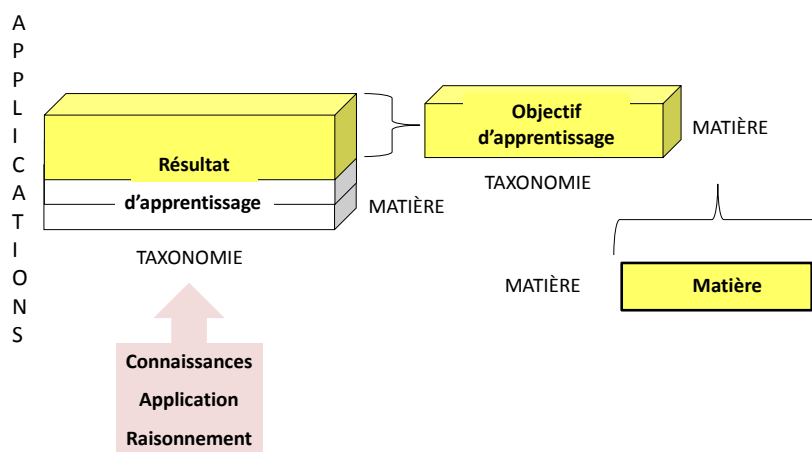 APPLICATIONS
Résultat
d'apprentissage
MATIÈRE
TAXONOMIE
Objectif
d'apprentissage
MATIÈRE
TAXONOMIE
MATIÈRE
Matière
Connaissances
Application
Raisonnement